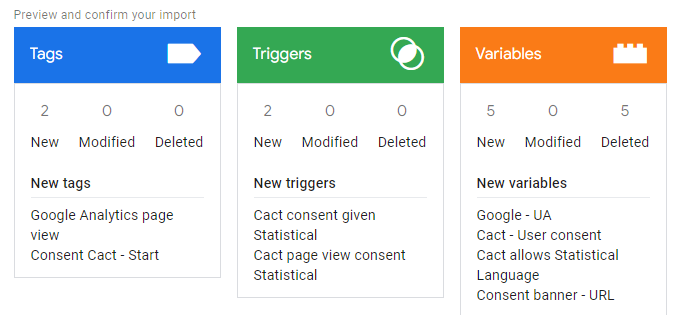 Preview and confirm your import
Tags
2 0 0
New Modified Deleted
New tags
Google Analytics page
view
Consent Cact - Start
Triggers
2 0 0
New Modified Deleted
New triggers
Cact consent given
Statistical
Cact page view consent
Statistical
Variables
5 0 5
New Modified Deleted
New variables
Google - UA
Cact - User consent
Cact allows Statistical
Language
Consent banner - URL